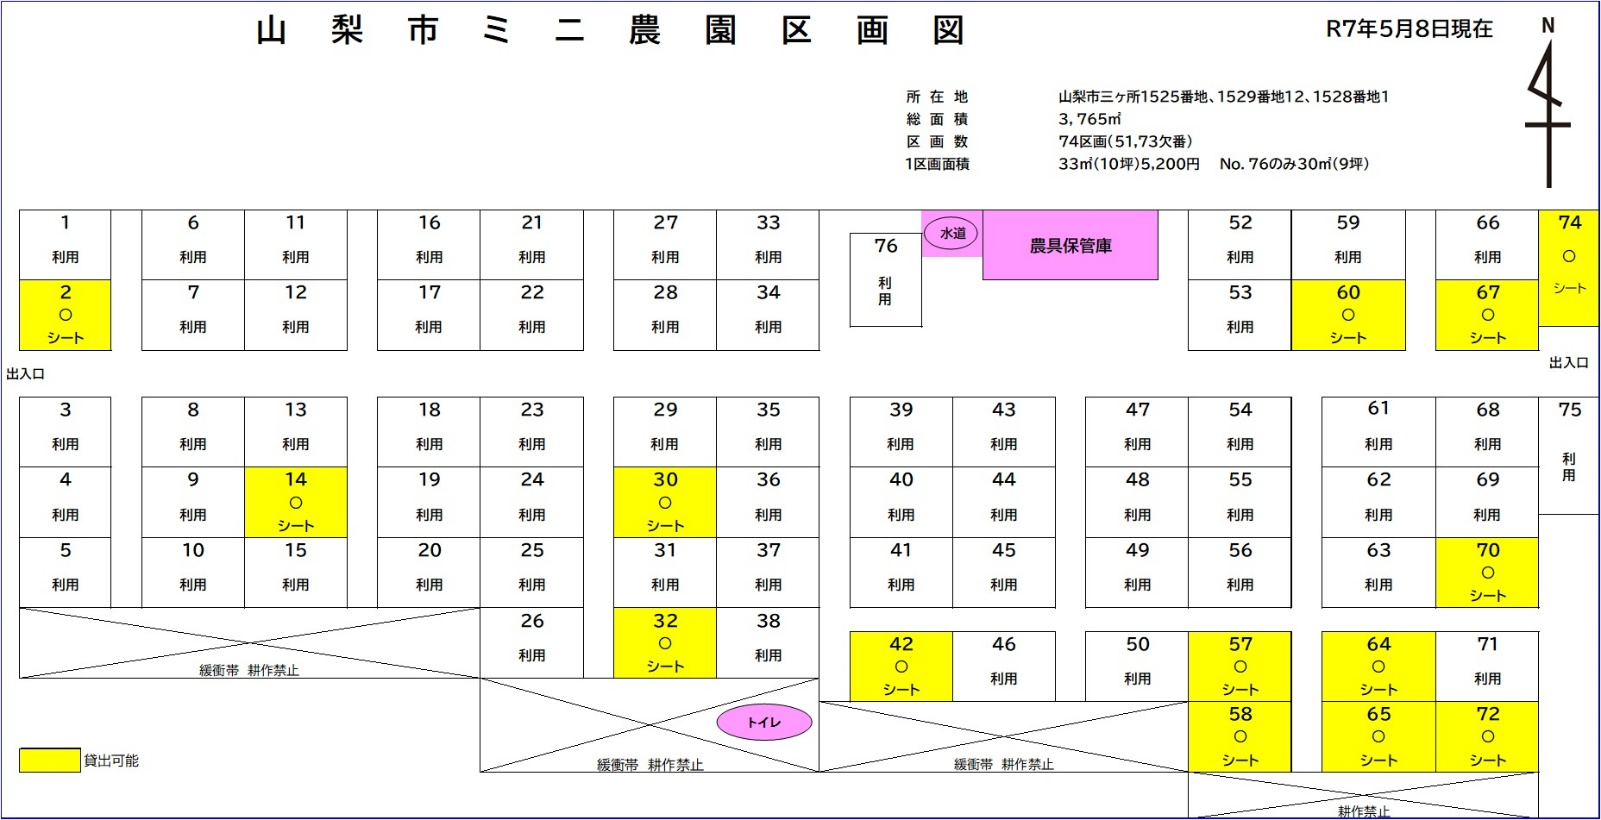 山梨市ミニ農園区画図
R7年5月8日現在
N
所在地 山梨市三ヶ所1525番地、1529番地12、1528番地1
総面積 3,765㎡
区画数 74区画(51,73欠番)
1区画面積 33㎡(10坪)5,200円 No.76のみ30㎡(9坪)
1 6 11 16 21 27 33 76 水道 農具保管庫 52 59 66 74
利用 利用 利用 利用 利用 利用 利用 利用 利用 利用 利用 ○ シート
2 7 12 17 22 28 34 53 60 67
○ ○ ○
シート 利用 利用 利用 利用 利用 利用 利用 シート シート
出入口 出入口
3 8 13 18 23 29 35 39 43 47 54 61 68 75
利用 利用 利用 利用 利用 利用 利用 利用 利用 利用 利用 利用 利用 利用
4 9 14 19 24 30 36 40 44 48 55 62 69
○ ○
利用 利用 シート 利用 利用 シート 利用 利用 利用 利用 利用 利用 利用
5 10 15 20 25 31 37 41 45 49 56 63 70
○
利用 利用 利用 利用 利用 利用 利用 利用 利用 利用 利用 利用 シート
26 32 38
○
利用 シート 利用
42 46 50 57 64 71
○ ○ ○
シート 利用 利用 シート シート 利用
緩衝帯 耕作禁止
58 65 72
○ ○ ○
シート シート シート
トイレ
緩衝帯 耕作禁止
緩衝帯 耕作禁止
貸出可能
耕作禁止